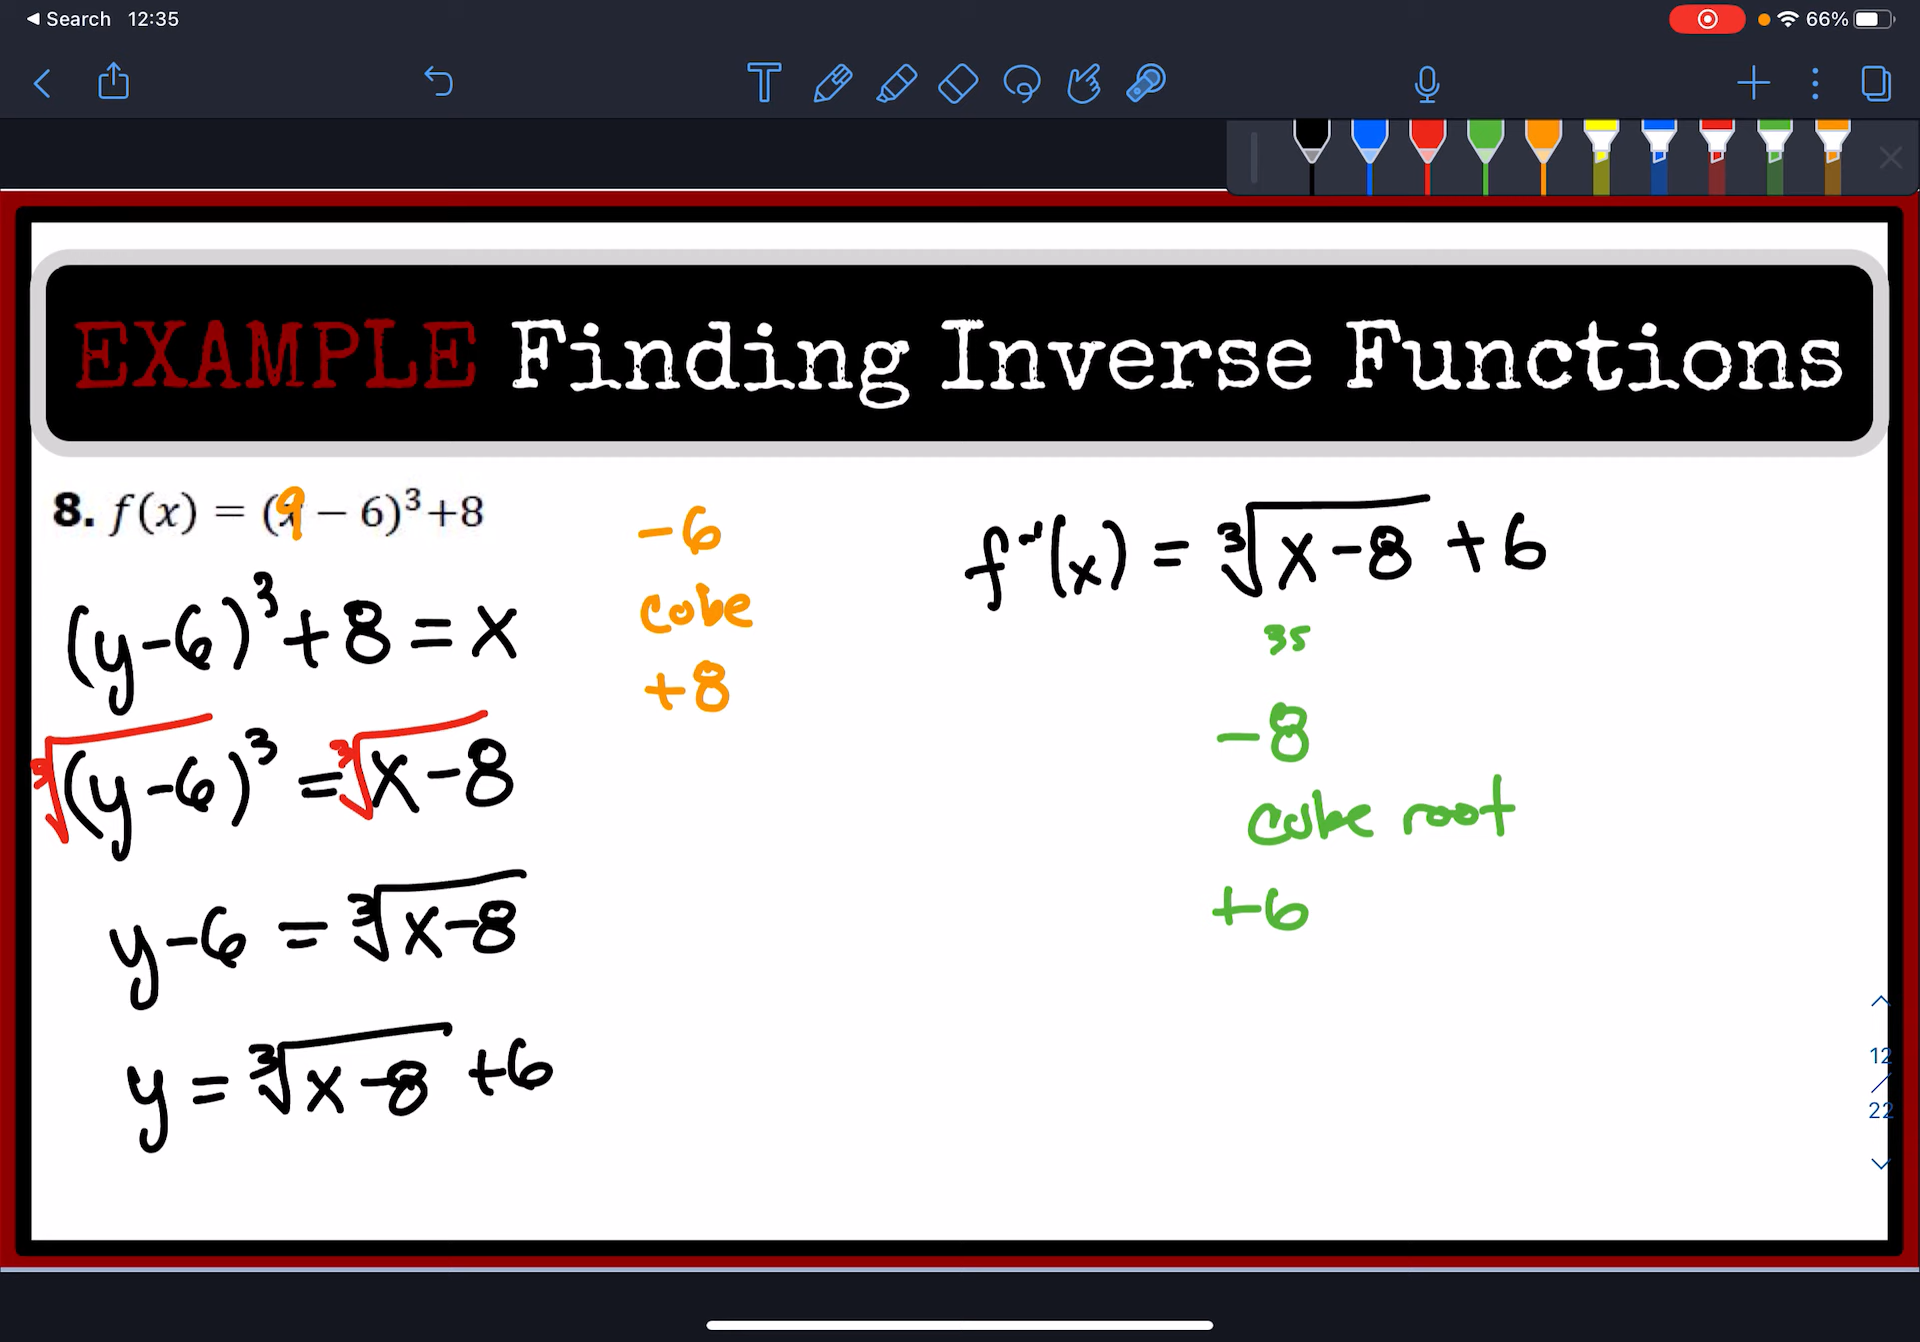 Search 12:35
66%
EXAMPLE Finding Inverse Functions
8. f(x) = (9 − 6)³+8
(y-6)³+8=x
∛(y-6)³ = ∛x-8
y-6 = ∛x-8
y = ∛x-8 +6
-6
cube
+8
f⁻¹(x) = ∛x-8 +6
35
-8
cube root
+6
12
/
22